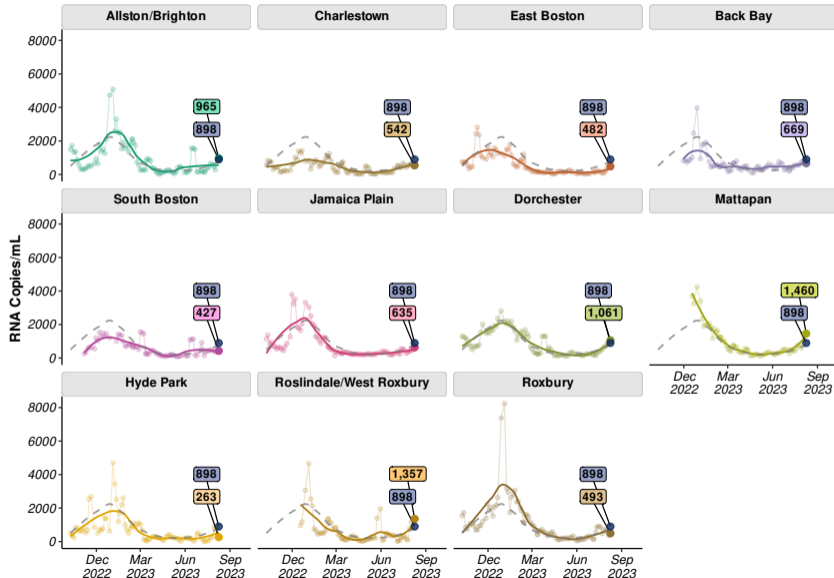 Allston/Brighton
Charlestown
East Boston
Back Bay
8000
6000
4000
2000
0
965
898
898
542
898
482
898
669
South Boston
Jamaica Plain
Dorchester
Mattapan
RNA Copies/mL
8000
6000
4000
2000
0
898
427
898
635
898
1,061
1,460
898
Dec
2022
Mar
2023
Jun
2023
Sep
2023
Hyde Park
Roslindale/West Roxbury
Roxbury
8000
6000
4000
2000
0
898
263
1,357
898
898
493
Dec
2022
Mar
2023
Jun
2023
Sep
2023
Dec
2022
Mar
2023
Jun
2023
Sep
2023
Dec
2022
Mar
2023
Jun
2023
Sep
2023